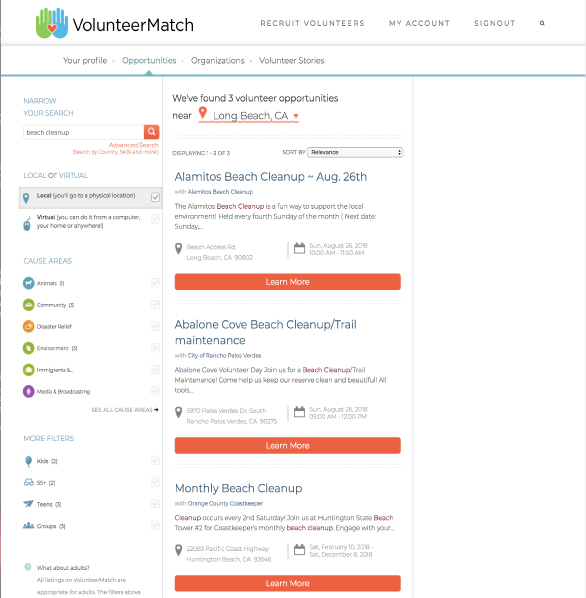 VolunteerMatch
RECRUIT VOLUNTEERS MY ACCOUNT SIGNOUT
Your profile • Opportunities • Organizations • Volunteer Stories
NARROW
YOUR SEARCH
beach cleanup
Advanced Search
(Search by Country, Skills and more)
LOCAL or VIRTUAL
Local (you'll go to a physical location)
Virtual (you can do it from a computer,
your home or anywhere!)
CAUSE AREAS
Animals (1)
Community (3)
Disaster Relief
Environment (3)
Immigrants &...
Media & Broadcasting
SEE ALL CAUSE AREAS
MORE FILTERS
Kids (2)
55+ (2)
Teens (3)
Groups (3)
What about adults?
All listings on VolunteerMatch are
appropriate for adults. The filters above
We've found 3 volunteer opportunities
near Long Beach, CA
DISPLAYING 1 - 3 OF 3
SORT BY Relevance
Alamitos Beach Cleanup ~ Aug. 26th
with Alamitos Beach Cleanup
The Alamitos Beach Cleanup is a fun way to support the local
environment! Held every fourth Sunday of the month ( Next date:
Sunday,...
Beach Access Rd.
Long Beach, CA 90802
Sun, August 26, 2018
10:00 AM - 11:00 AM
Learn More
Abalone Cove Beach Cleanup/Trail
maintenance
with City of Rancho Palos Verdes
Abalone Cove Volunteer Day Join us for a Beach Cleanup/Trail
Maintenance! Come help us keep our reserve clean and beautiful! All
tools...
5970 Palos Verdes Dr. South
Rancho Palos Verdes, CA 90275
Sun, August 26, 2018
09:00 AM - 12:00 PM
Learn More
Monthly Beach Cleanup
with Orange County Coastkeeper
Cleanup occurs every 2nd Saturday! Join us at Huntington State Beach
Tower #2 for Coastkeeper's monthly beach cleanup. Engage with your...
22083 Pacific Coast Highway
Huntington Beach, CA 92646
Sat, February 10, 2018 -
Sat, December 8, 2018
Learn More